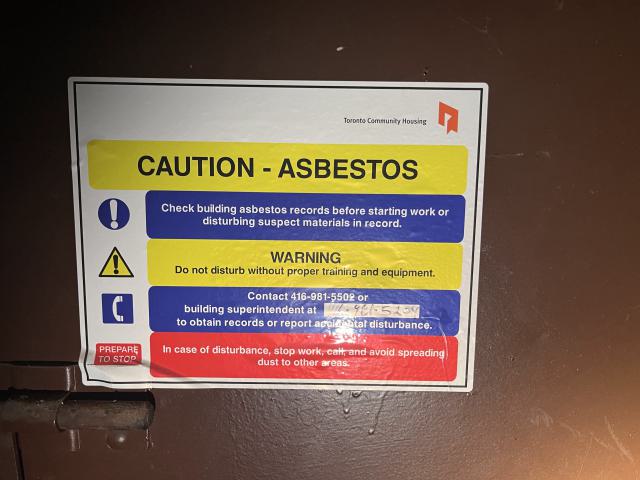 Toronto Community Housing
CAUTION - ASBESTOS
Check building asbestos records before starting work or
disturbing suspect materials in record.
WARNING
Do not disturb without proper training and equipment.
Contact 416-981-5502 or
building superintendent at
to obtain records or report accidental disturbance.
PREPARE
TO STOP
In case of disturbance, stop work, call, and avoid spreading
dust to other areas.